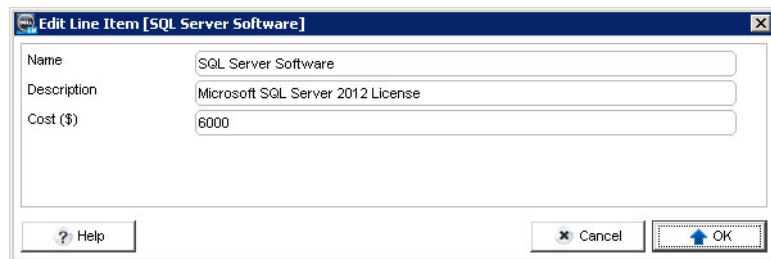 Edit Line Item [SQL Server Software]
Name SQL Server Software
Description Microsoft SQL Server 2012 License
Cost ($) 6000
Help Cancel OK